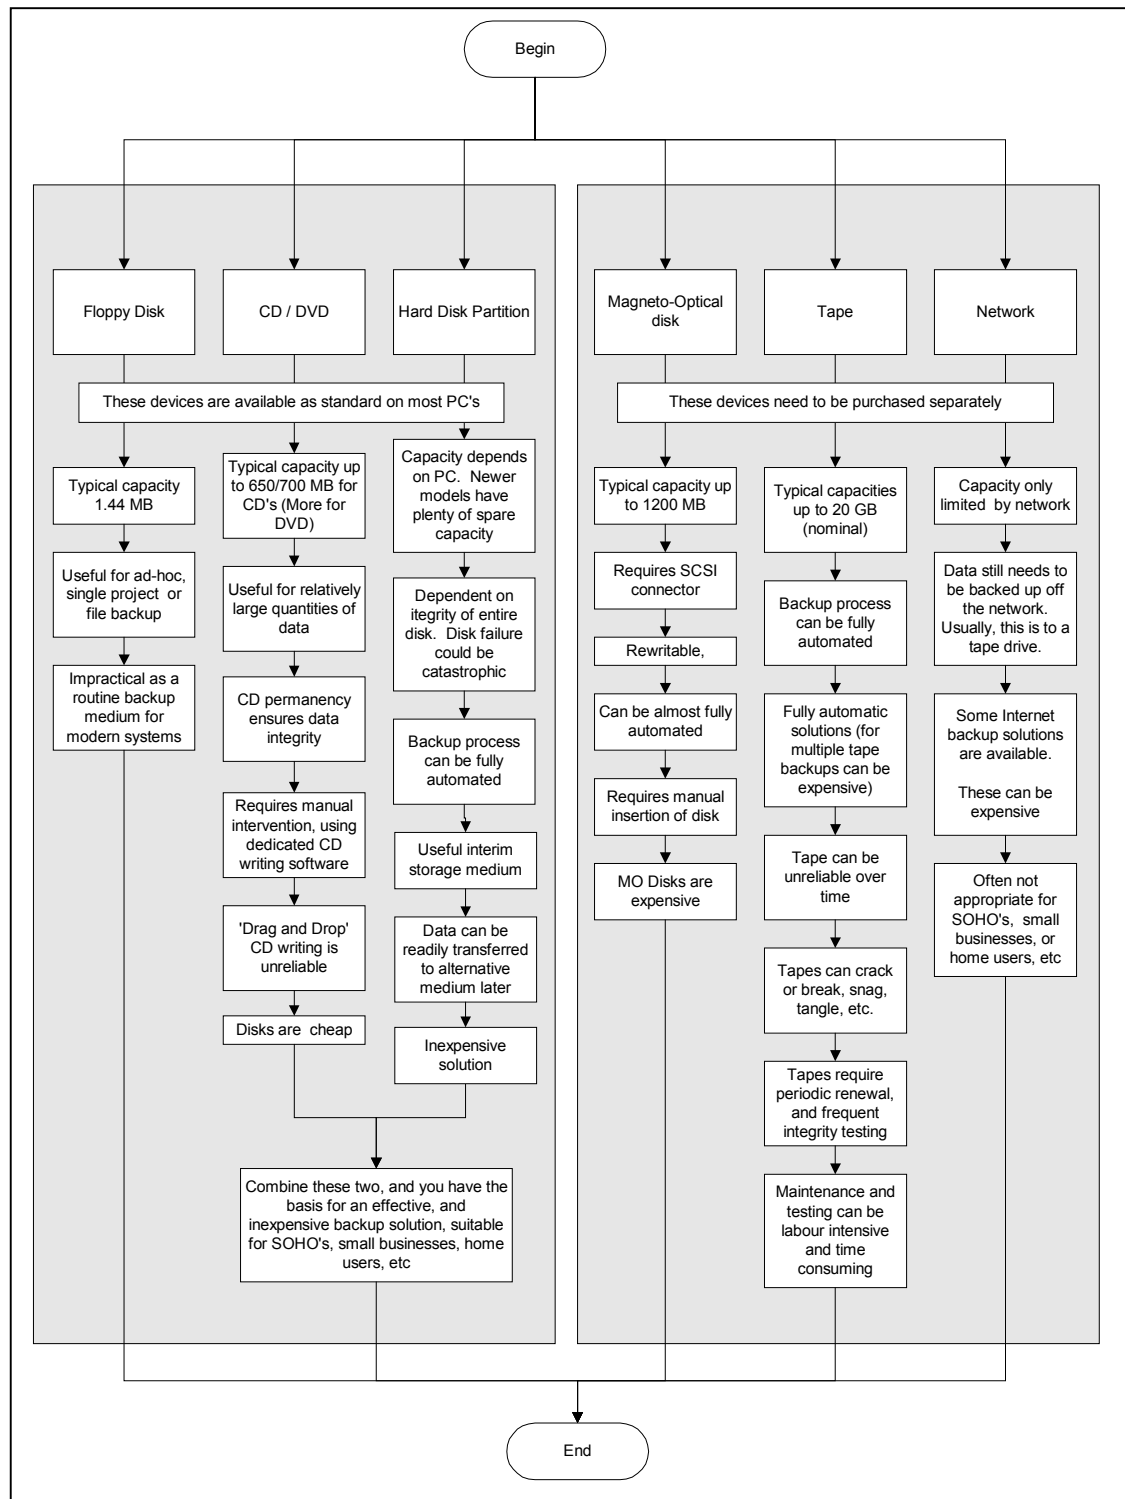 Begin
Floppy Disk
CD / DVD
Hard Disk Partition
Magneto-Optical
disk
Tape
Network
These devices are available as standard on most PC's
These devices need to be purchased separately
Typical capacity
1.44 MB
Useful for ad-hoc,
single project or
file backup
Impractical as a
routine backup
medium for
modern systems
Typical capacity up
to 650/700 MB for
CD's (More for
DVD)
Useful for relatively
large quantities of
data
CD permanency
ensures data
integrity
Requires manual
intervention, using
dedicated CD
writing software
'Drag and Drop'
CD writing is
unreliable
Disks are cheap
Capacity depends
on PC. Newer
models have
plenty of spare
capacity
Dependent on
itegrity of entire
disk. Disk failure
could be
catastrophic
Backup process
can be fully
automated
Useful interim
storage medium
Data can be
readily transferred
to alternative
medium later
Inexpensive
solution
Combine these two, and you have the
basis for an effective, and
inexpensive backup solution, suitable
for SOHO's, small businesses, home
users, etc
Typical capacity up
to 1200 MB
Requires SCSI
connector
Rewritable,
Can be almost fully
automated
Requires manual
insertion of disk
MO Disks are
expensive
Typical capacities
up to 20 GB
(nominal)
Backup process
can be fully
automated
Fully automatic
solutions (for
multiple tape
backups can be
expensive)
Tape can be
unreliable over
time
Tapes can crack
or break, snag,
tangle, etc.
Tapes require
periodic renewal,
and frequent
integrity testing
Maintenance and
testing can be
labour intensive
and time
consuming
Capacity only
limited by network
Data still needs to
be backed up off
the network.
Usually, this is to a
tape drive.
Some Internet
backup solutions
are available.
These can be
expensive
Often not
appropriate for
SOHO's, small
businesses, or
home users, etc
End